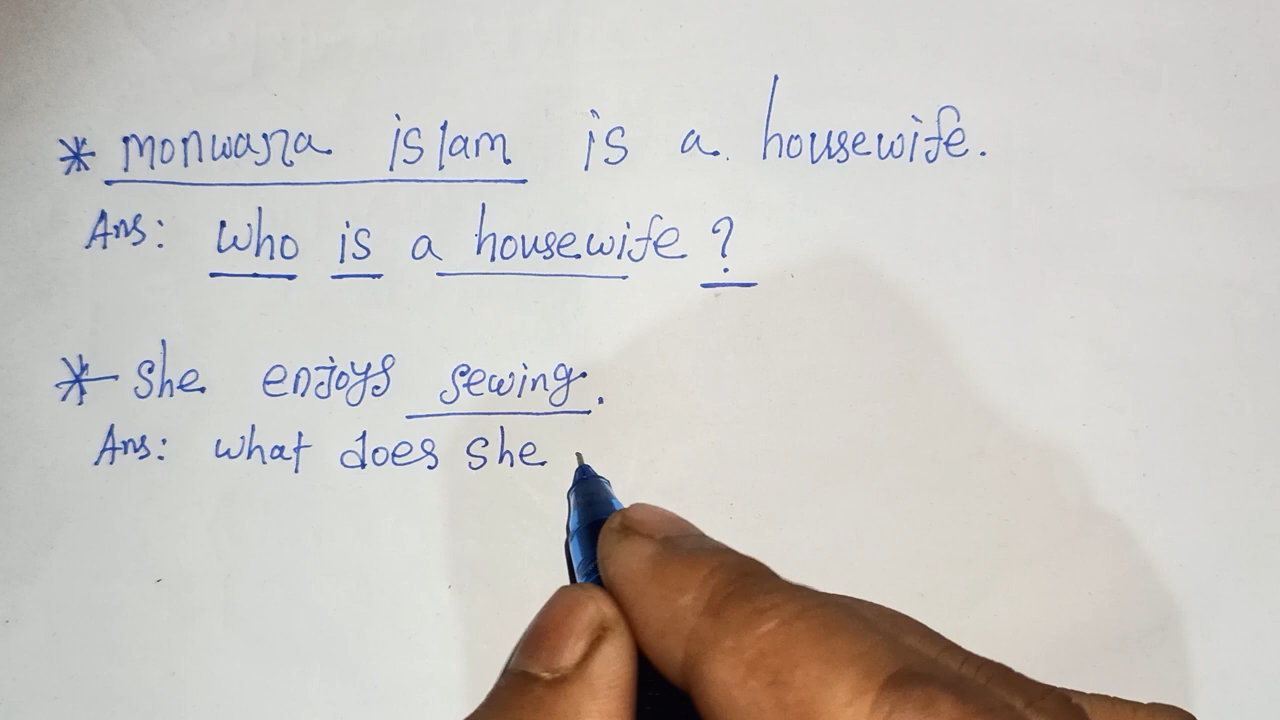 * monwara islam is a housewife.
Ans: who is a housewife ?
* she enjoys sewing.
Ans: what does she